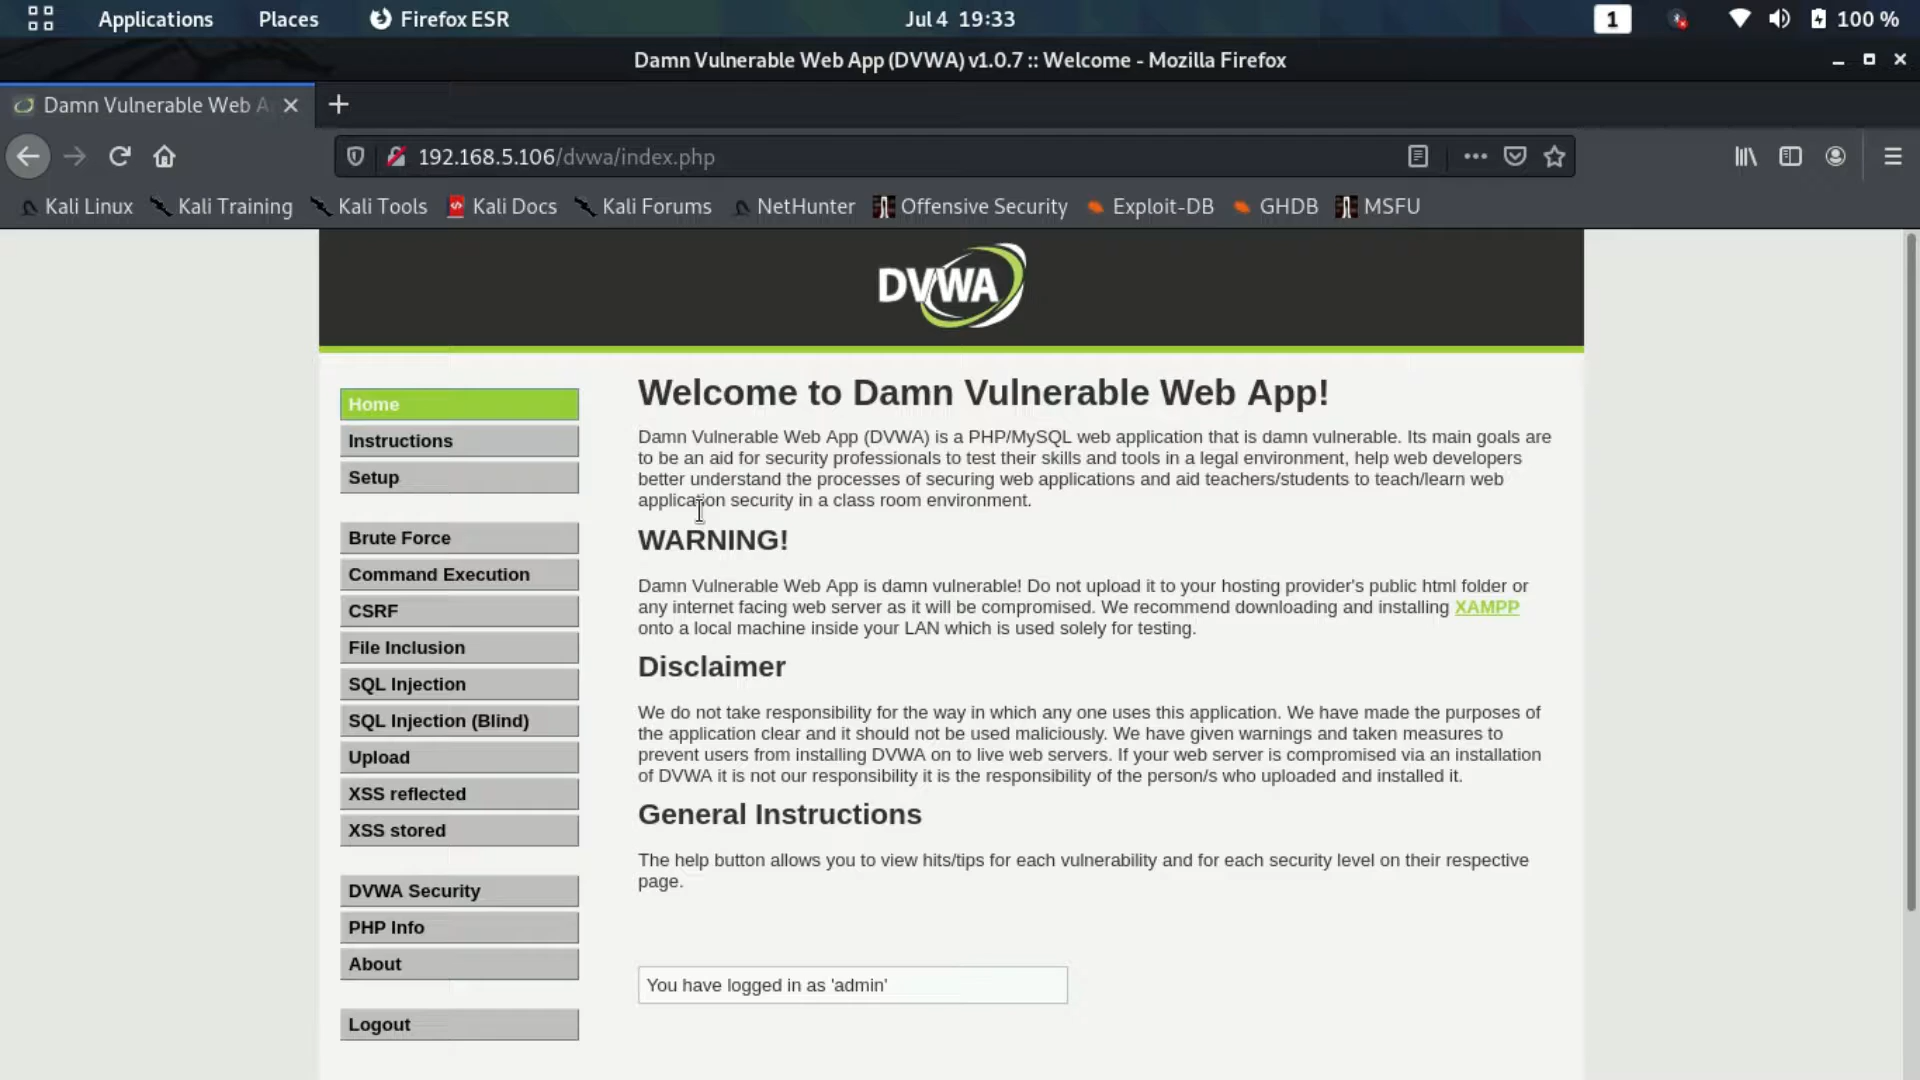 Applications Places Firefox ESR Jul 4 19:33 1 100 %
Damn Vulnerable Web App (DVWA) v1.0.7 :: Welcome - Mozilla Firefox
Damn Vulnerable Web A
192.168.5.106/dvwa/index.php
Kali Linux Kali Training Kali Tools Kali Docs Kali Forums NetHunter Offensive Security Exploit-DB GHDB MSFU
DVWA
Home
Instructions
Setup
Brute Force
Command Execution
CSRF
File Inclusion
SQL Injection
SQL Injection (Blind)
Upload
XSS reflected
XSS stored
DVWA Security
PHP Info
About
Logout
Welcome to Damn Vulnerable Web App!
Damn Vulnerable Web App (DVWA) is a PHP/MySQL web application that is damn vulnerable. Its main goals are
to be an aid for security professionals to test their skills and tools in a legal environment, help web developers
better understand the processes of securing web applications and aid teachers/students to teach/learn web
application security in a class room environment.
WARNING!
Damn Vulnerable Web App is damn vulnerable! Do not upload it to your hosting provider's public html folder or
any internet facing web server as it will be compromised. We recommend downloading and installing XAMPP
onto a local machine inside your LAN which is used solely for testing.
Disclaimer
We do not take responsibility for the way in which any one uses this application. We have made the purposes of
the application clear and it should not be used maliciously. We have given warnings and taken measures to
prevent users from installing DVWA on to live web servers. If your web server is compromised via an installation
of DVWA it is not our responsibility it is the responsibility of the person/s who uploaded and installed it.
General Instructions
The help button allows you to view hits/tips for each vulnerability and for each security level on their respective
page.
You have logged in as 'admin'